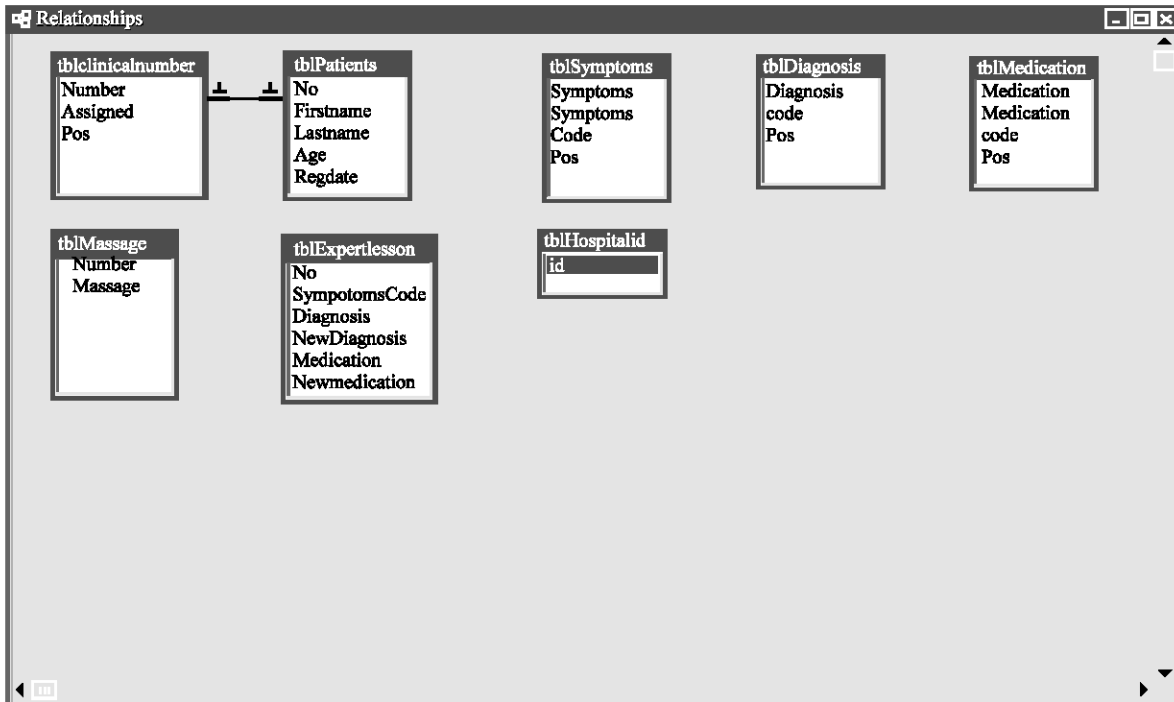 Relationships
tblclinicalnumber
Number
Assigned
Pos
tblPatients
No
Firstname
Lastname
Age
Regdate
tblSymptoms
Symptoms
Symptoms
Code
Pos
tblDiagnosis
Diagnosis
code
Pos
tblMedication
Medication
Medication
code
Pos
tblMassage
Number
Massage
tblExpertlesson
No
SympotomsCode
Diagnosis
NewDiagnosis
Medication
Newmedication
tblHospitalid
id